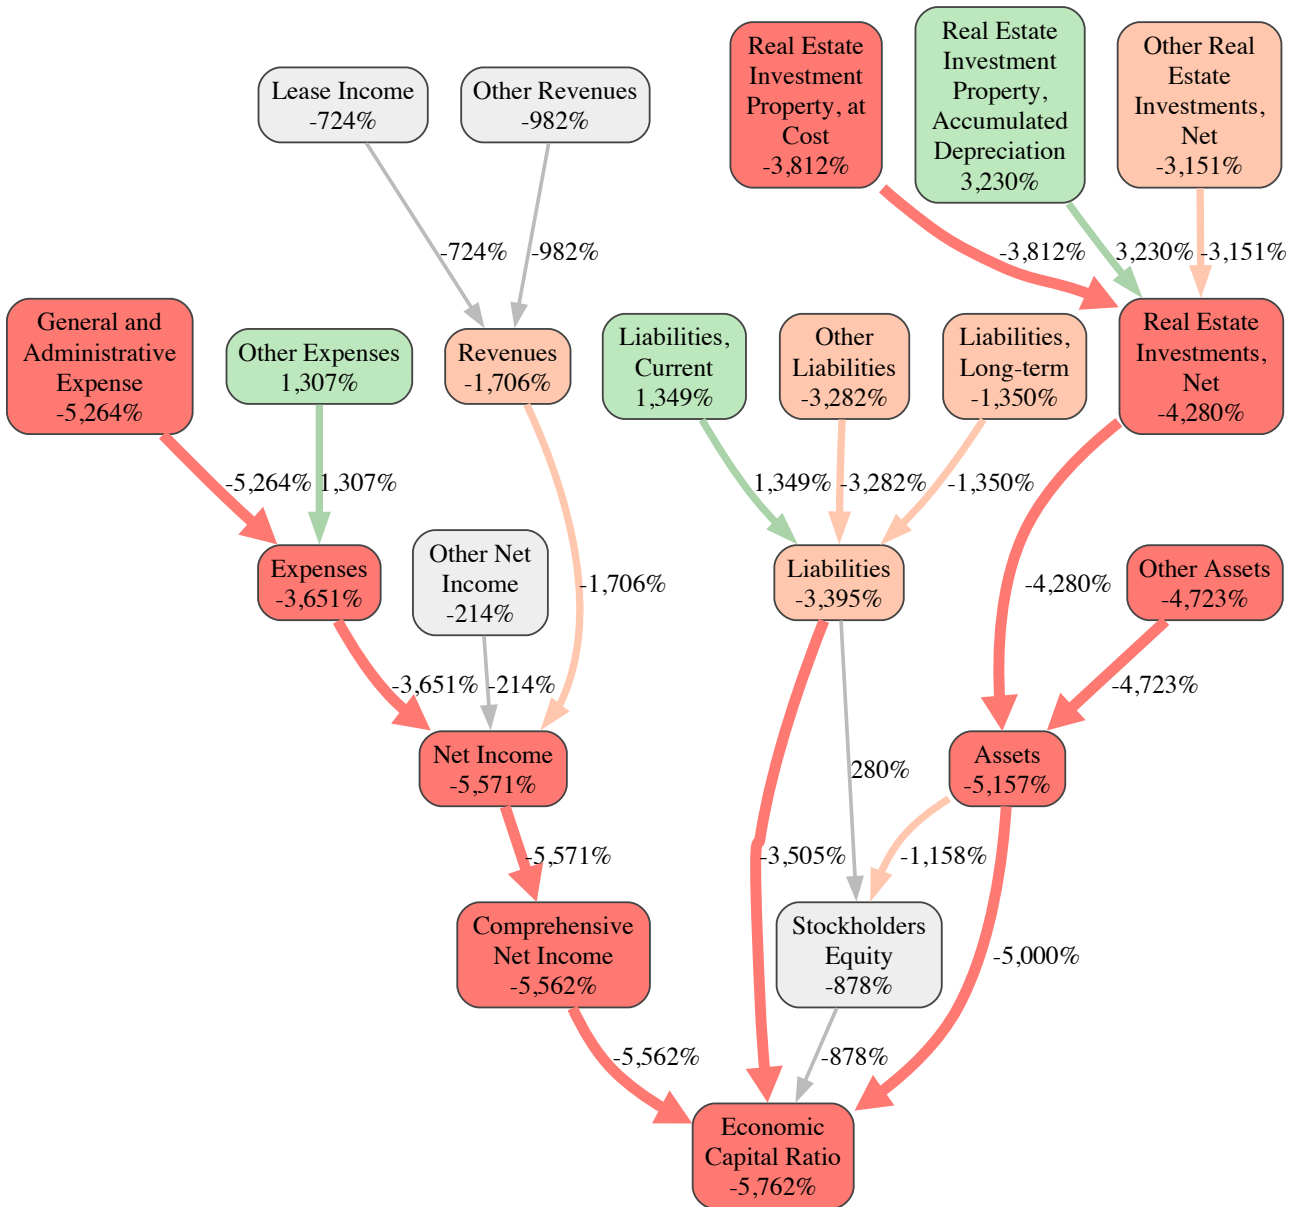 Real Estate
Investment
Property, at
Cost
-3,812%
Real Estate
Investment
Property,
Accumulated
Depreciation
3,230%
Other Real
Estate
Investments,
Net
-3,151%
Lease Income
-724%
Other Revenues
-982%
-724%
-982%
-3,812%
3,230%
-3,151%
General and
Administrative
Expense
-5,264%
Other Expenses
1,307%
Revenues
-1,706%
Liabilities,
Current
1,349%
Other
Liabilities
-3,282%
Liabilities,
Long-term
-1,350%
Real Estate
Investments,
Net
-4,280%
-5,264%
1,307%
1,349%
-3,282%
-1,350%
Expenses
-3,651%
Other Net
Income
-214%
-1,706%
Liabilities
-3,395%
-4,280%
Other Assets
-4,723%
-3,651%
-214%
-4,723%
Net Income
-5,571%
280%
Assets
-5,157%
-5,571%
-3,505%
-1,158%
Comprehensive
Net Income
-5,562%
Stockholders
Equity
-878%
-5,000%
-5,562%
-878%
Economic
Capital Ratio
-5,762%